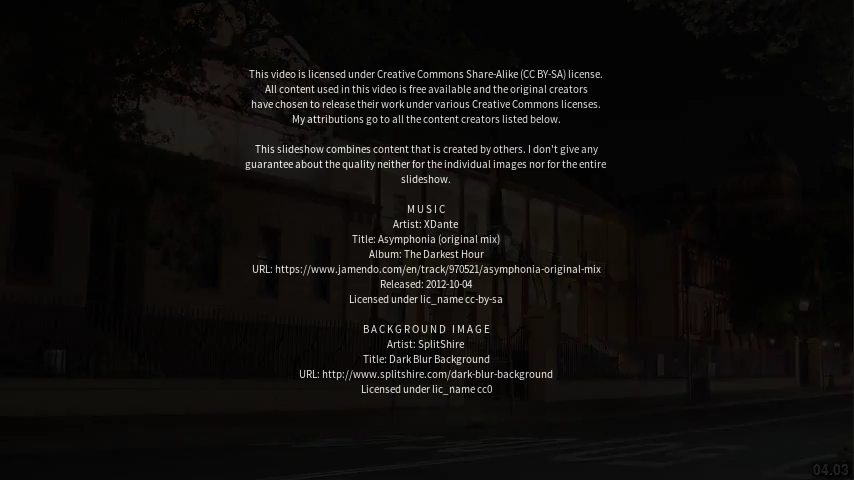 This video is licensed under Creative Commons Share-Alike (CC BY-SA) license.
All content used in this video is free available and the original creators
have chosen to release their work under various Creative Commons licenses.
My attributions go to all the content creators listed below.
This slideshow combines content that is created by others. I don't give any
guarantee about the quality neither for the individual images nor for the entire
slideshow.
MUSIC
Artist: XDante
Title: Asymphonia (original mix)
Album: The Darkest Hour
URL: https://www.jamendo.com/en/track/970521/asymphonia-original-mix
Released: 2012-10-04
Licensed under lic_name cc-by-sa
BACKGROUND IMAGE
Artist: SplitShire
Title: Dark Blur Background
URL: http://www.splitshire.com/dark-blur-background
Licensed under lic_name cc0
04.03